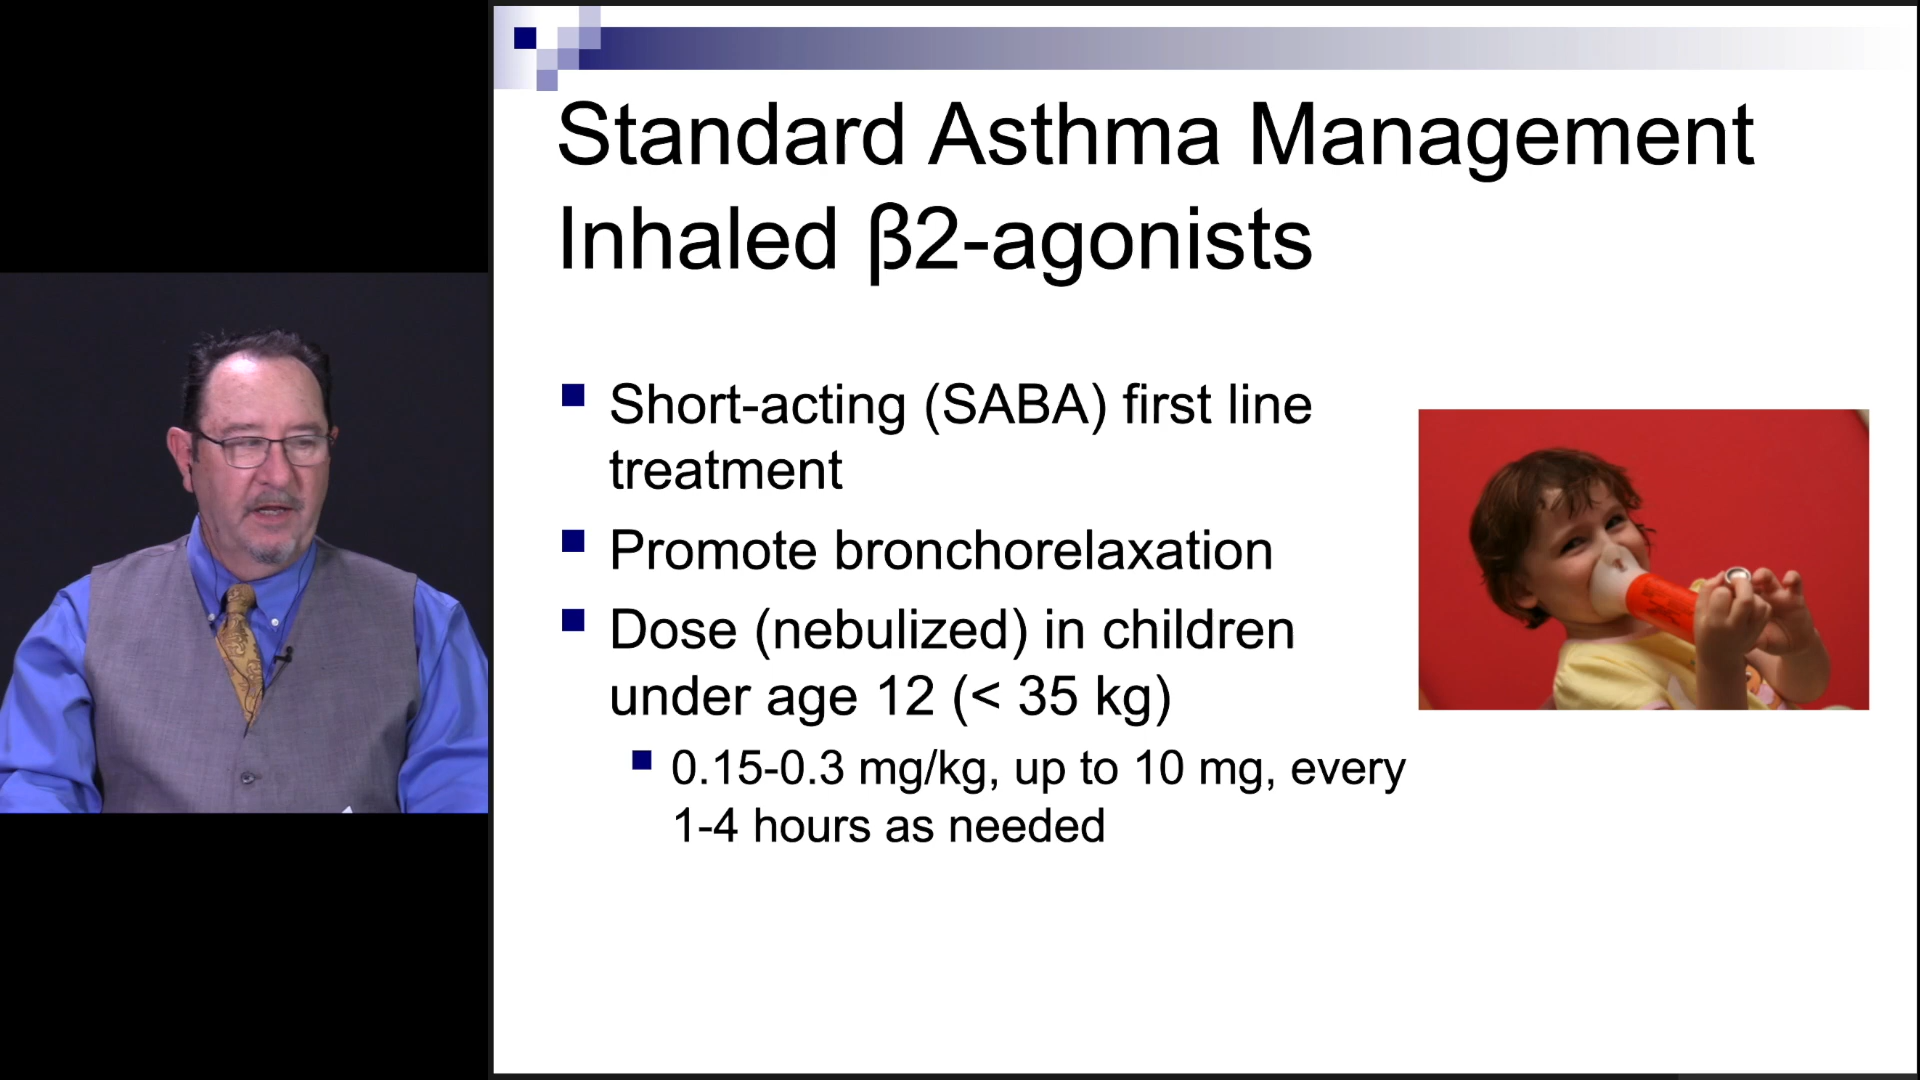 Standard Asthma Management
Inhaled β2-agonists
Short-acting (SABA) first line
treatment
Promote bronchorelaxation
Dose (nebulized) in children
under age 12 (< 35 kg)
0.15-0.3 mg/kg, up to 10 mg, every
1-4 hours as needed